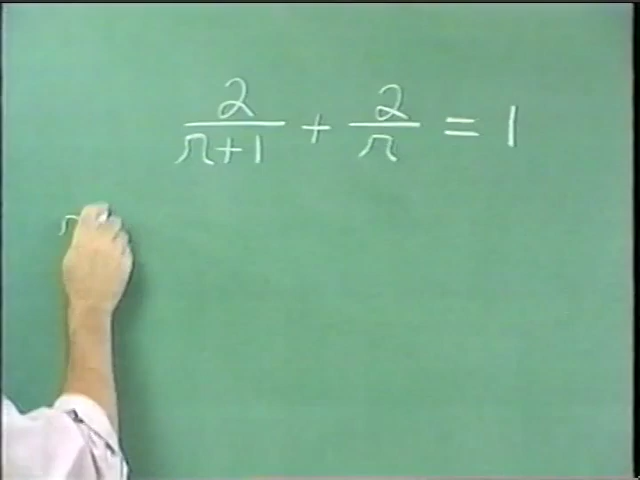 2/(r+1) + 2/r = 1
r